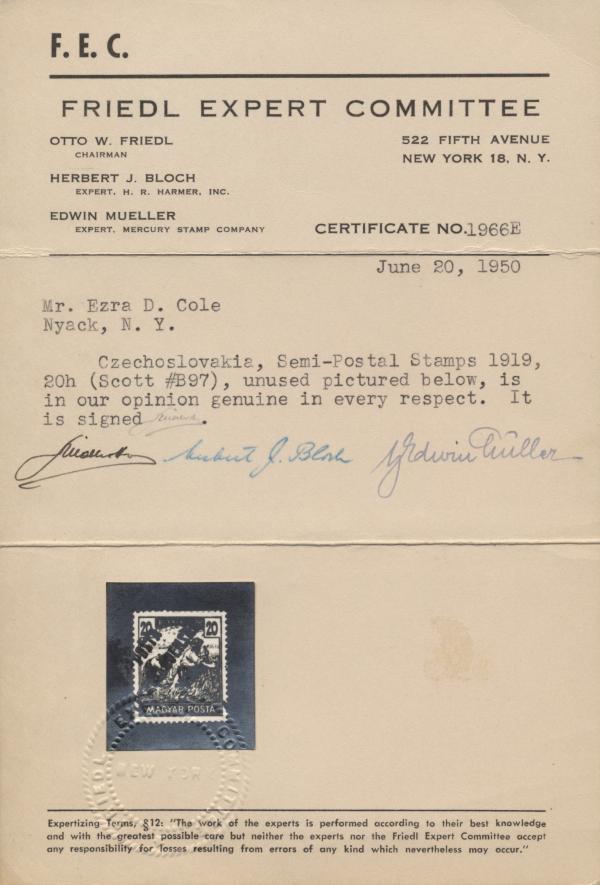 F. E. C.
FRIEDL EXPERT COMMITTEE
OTTO W. FRIEDL
CHAIRMAN
HERBERT J. BLOCH
EXPERT, H. R. HARMER, INC.
EDWIN MUELLER
EXPERT, MERCURY STAMP COMPANY
522 FIFTH AVENUE
NEW YORK 18, N. Y.
CERTIFICATE NO. 1966E
June 20, 1950
Mr. Ezra D. Cole
Nyack, N. Y.
Czechoslovakia, Semi-Postal Stamps 1919,
20h (Scott #B97), unused pictured below, is
in our opinion genuine in every respect. It
is signed .
Herbert J. Bloch
Edwin Müller
20 20
MAGYAR POSTA
NEW YORK
Expertizing Terms, §12: "The work of the experts is performed according to their best knowledge
and with the greatest possible care but neither the experts nor the Friedl Expert Committee accept
any responsibility for losses resulting from errors of any kind which nevertheless may occur."